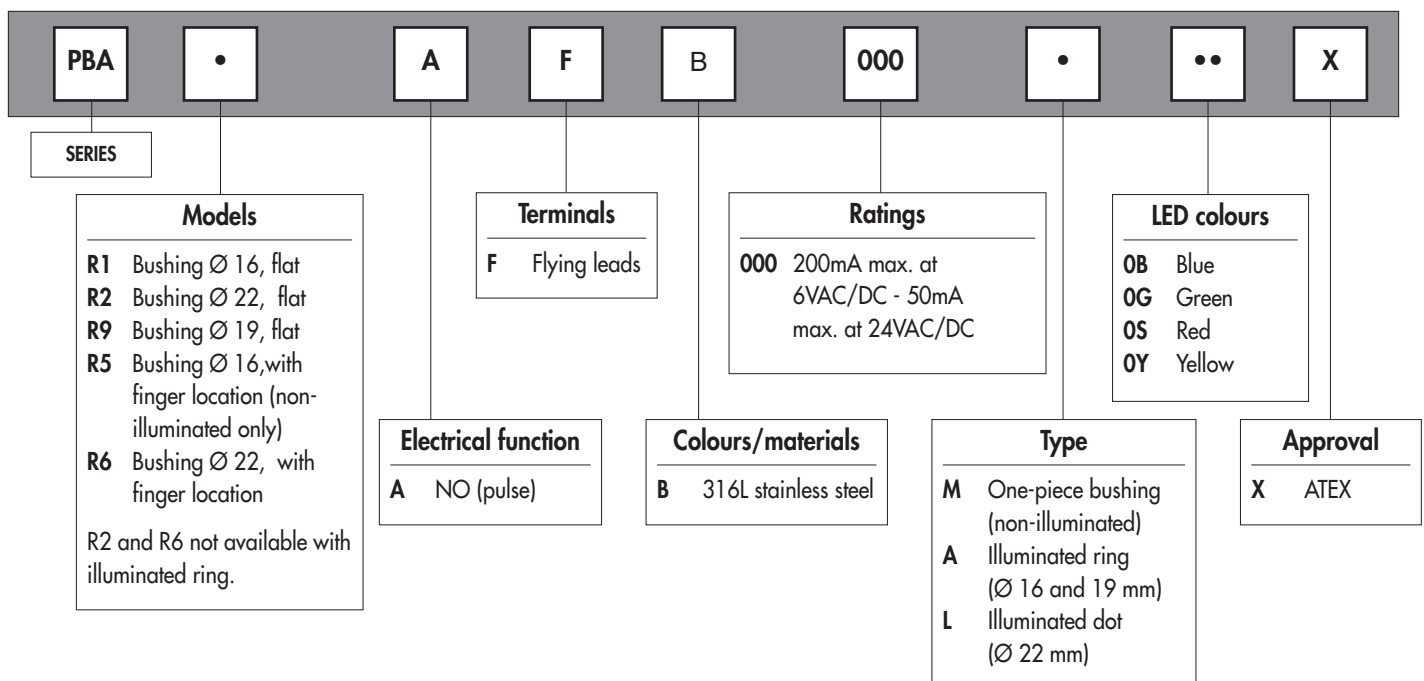 PBA • A F B 000 • •• X
SERIES
Models
R1 Bushing Ø 16, flat
R2 Bushing Ø 22, flat
R9 Bushing Ø 19, flat
R5 Bushing Ø 16,with
finger location (non-
illuminated only)
R6 Bushing Ø 22, with
finger location
R2 and R6 not available with
illuminated ring.
Electrical function
A NO (pulse)
Terminals
F Flying leads
Colours/materials
B 316L stainless steel
Ratings
000 200mA max. at
6VAC/DC - 50mA
max. at 24VAC/DC
Type
M One-piece bushing
(non-illuminated)
A Illuminated ring
(Ø 16 and 19 mm)
L Illuminated dot
(Ø 22 mm)
LED colours
0B Blue
0G Green
0S Red
0Y Yellow
Approval
X ATEX